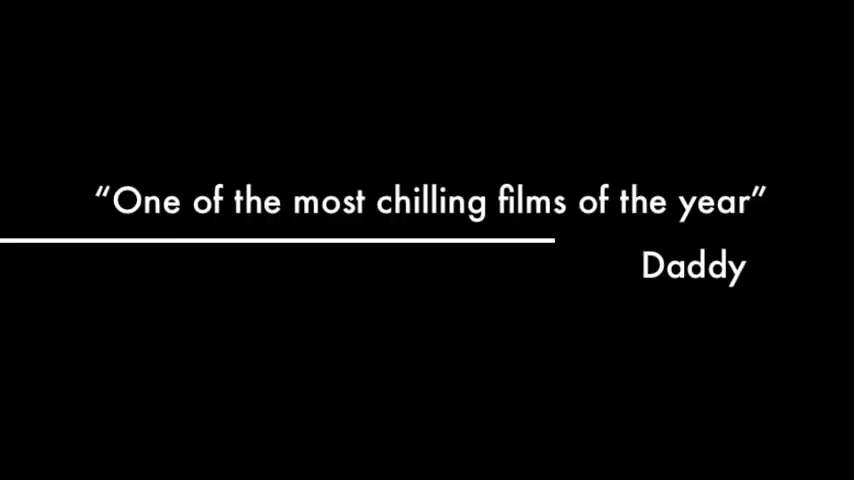 “One of the most chilling films of the year”
Daddy